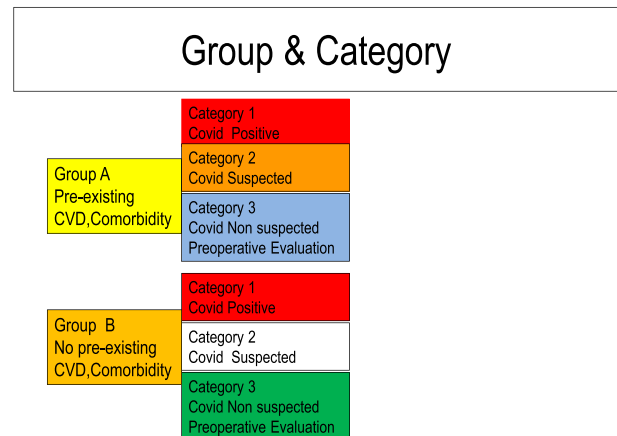 Group & Category
Category 1
Covid  Positive
Category 2
Covid Suspected
Group A
Pre-existing
CVD,Comorbidity
Category 3
Covid Non suspected
Preoperative Evaluation
Category 1
Covid Positive
Group  B
No pre-existing
CVD,Comorbidity
Category 2
Covid  Suspected
Category 3
Covid Non suspected
Preoperative Evaluation